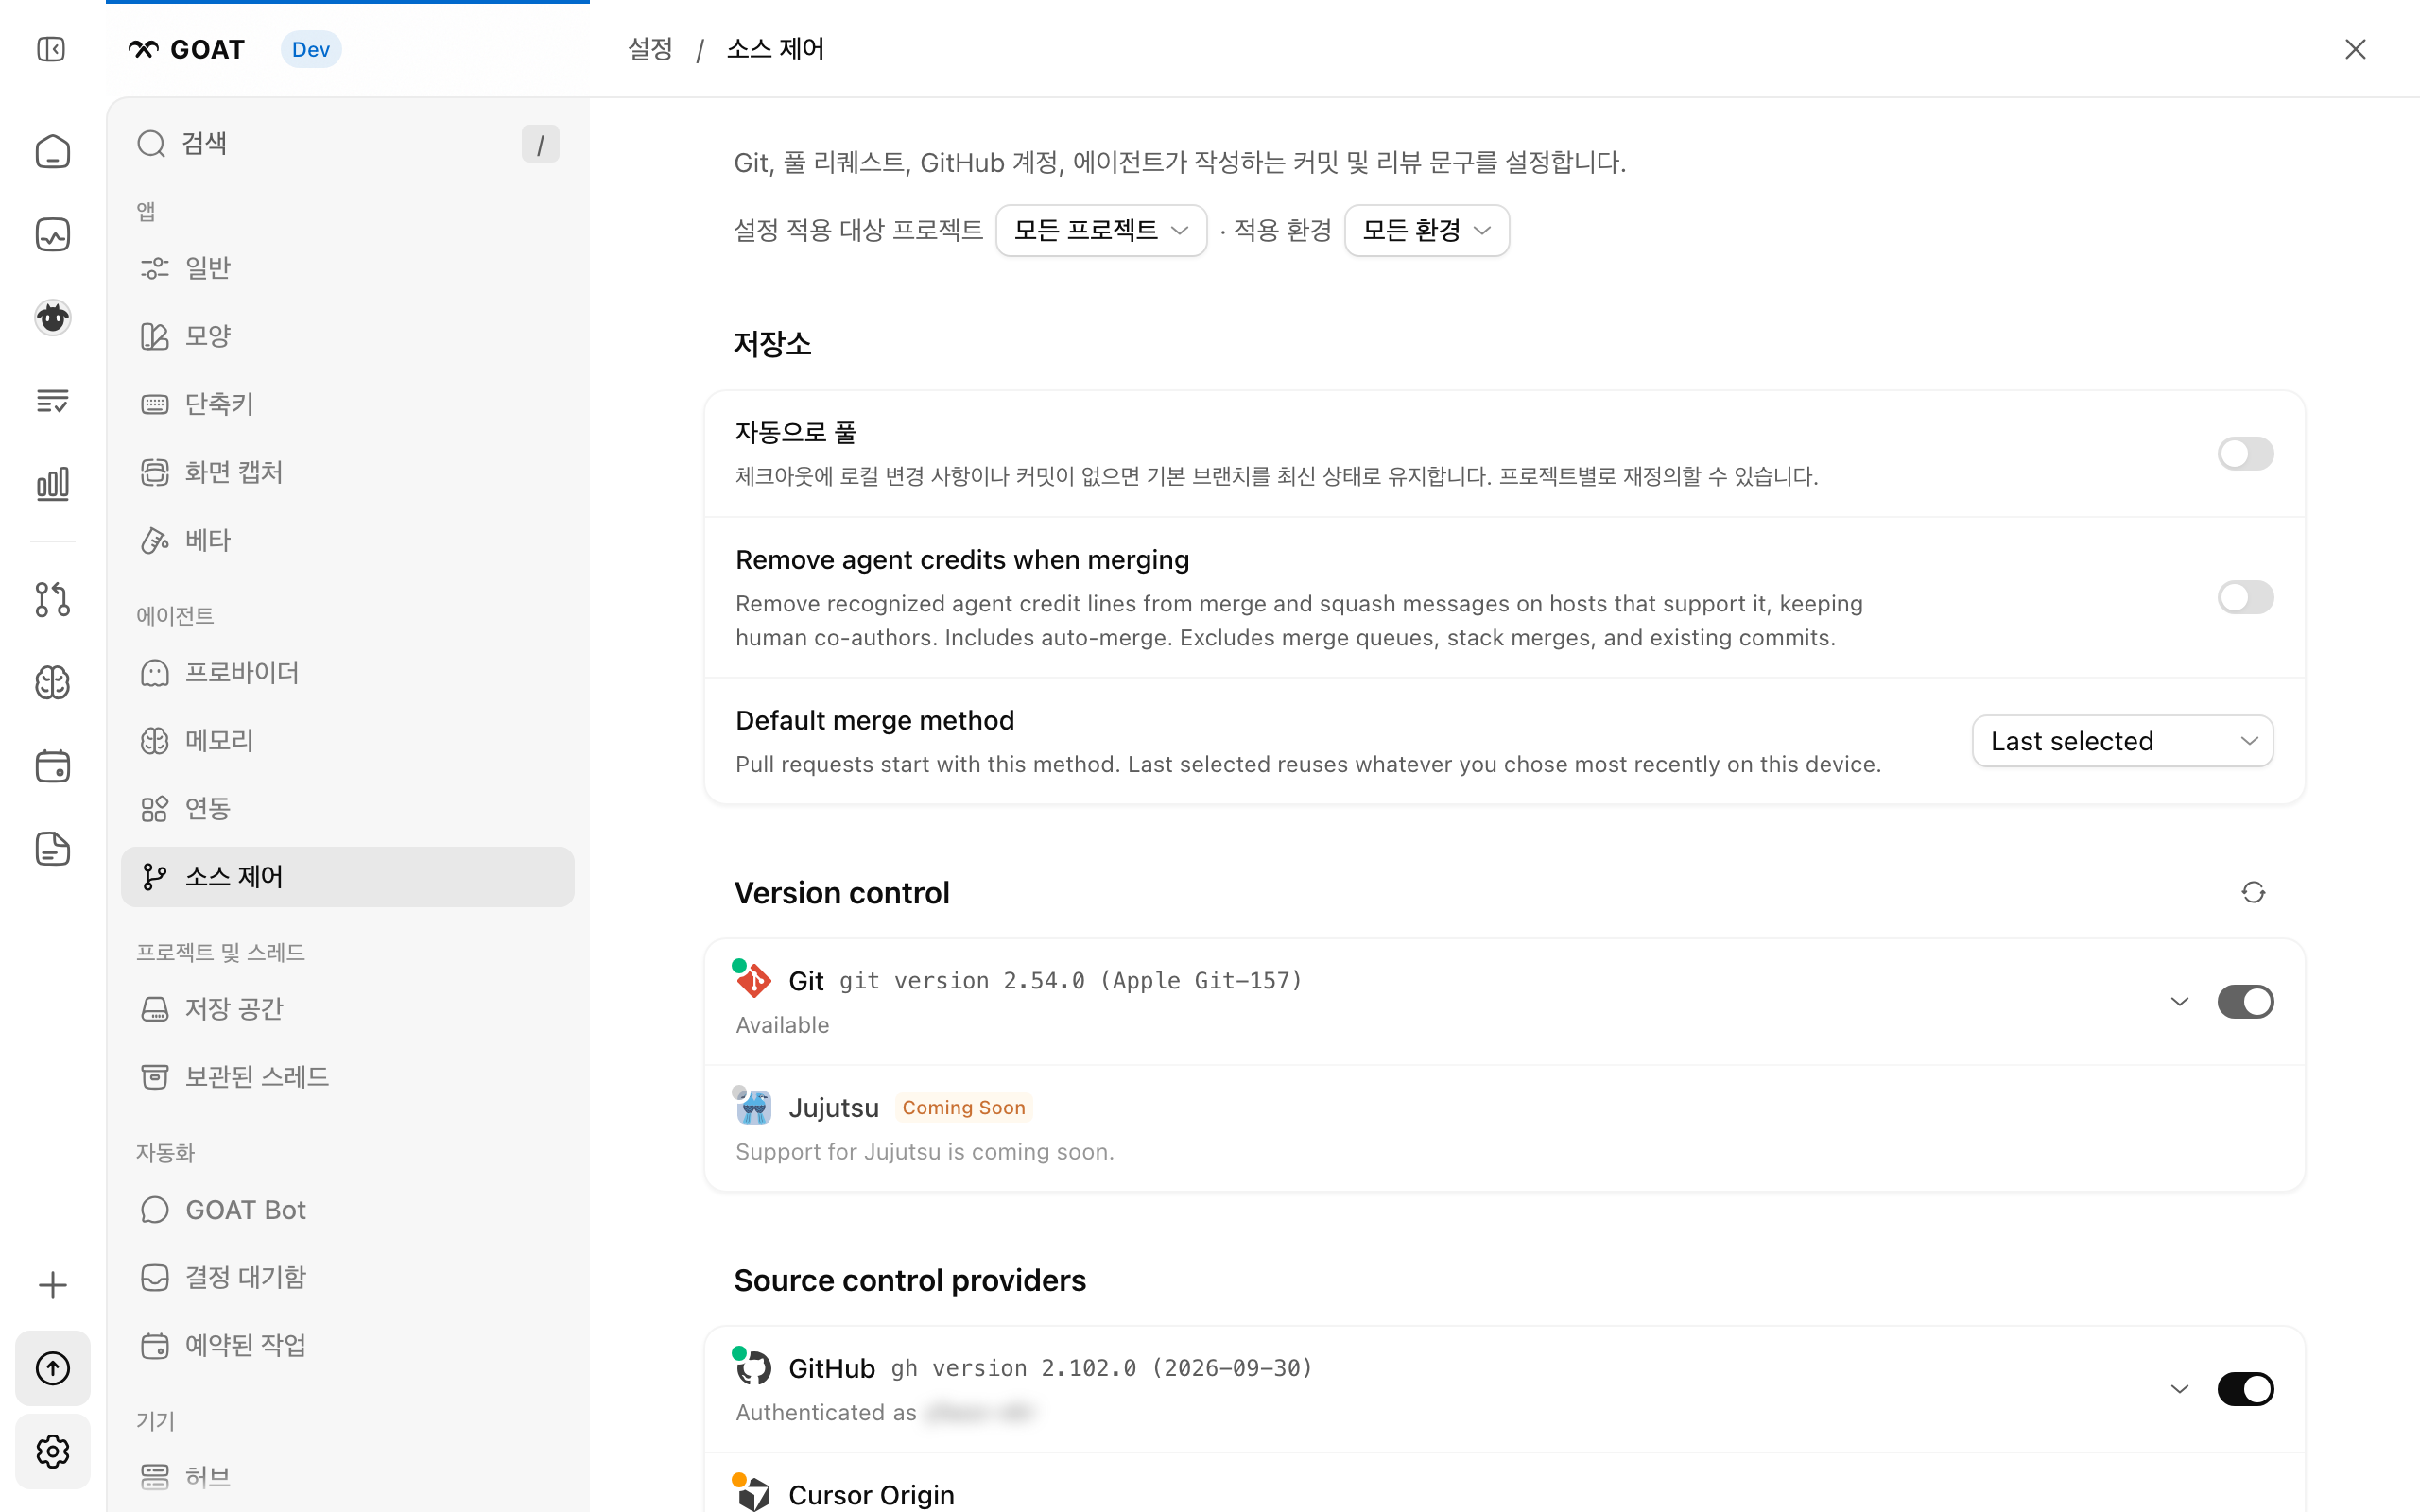 GOAT
Dev
설정 / 소스 제어
검색
/
앱
일반
모양
단축키
화면 캡처
베타
에이전트
프로바이더
메모리
연동
소스 제어
프로젝트 및 스레드
저장 공간
보관된 스레드
자동화
GOAT Bot
결정 대기함
예약된 작업
기기
허브
Git, 풀 리퀘스트, GitHub 계정, 에이전트가 작성하는 커밋 및 리뷰 문구를 설정합니다.
설정 적용 대상 프로젝트 모든 프로젝트 · 적용 환경 모든 환경
저장소
자동으로 풀
체크아웃에 로컬 변경 사항이나 커밋이 없으면 기본 브랜치를 최신 상태로 유지합니다. 프로젝트별로 재정의할 수 있습니다.
Remove agent credits when merging
Remove recognized agent credit lines from merge and squash messages on hosts that support it, keeping
human co-authors. Includes auto-merge. Excludes merge queues, stack merges, and existing commits.
Default merge method
Pull requests start with this method. Last selected reuses whatever you chose most recently on this device.
Last selected
Version control
Git git version 2.54.0 (Apple Git-157)
Available
Jujutsu Coming Soon
Support for Jujutsu is coming soon.
Source control providers
GitHub gh version 2.102.0 (2026-09-30)
Authenticated as
Cursor Origin